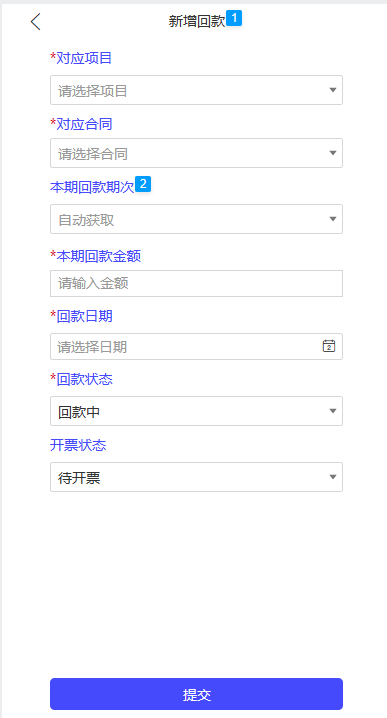 新增回款 1
*对应项目
请选择项目
*对应合同
请选择合同
本期回款期次 2
自动获取
*本期回款金额
请输入金额
*回款日期
请选择日期 2
*回款状态
回款中
开票状态
待开票
提交